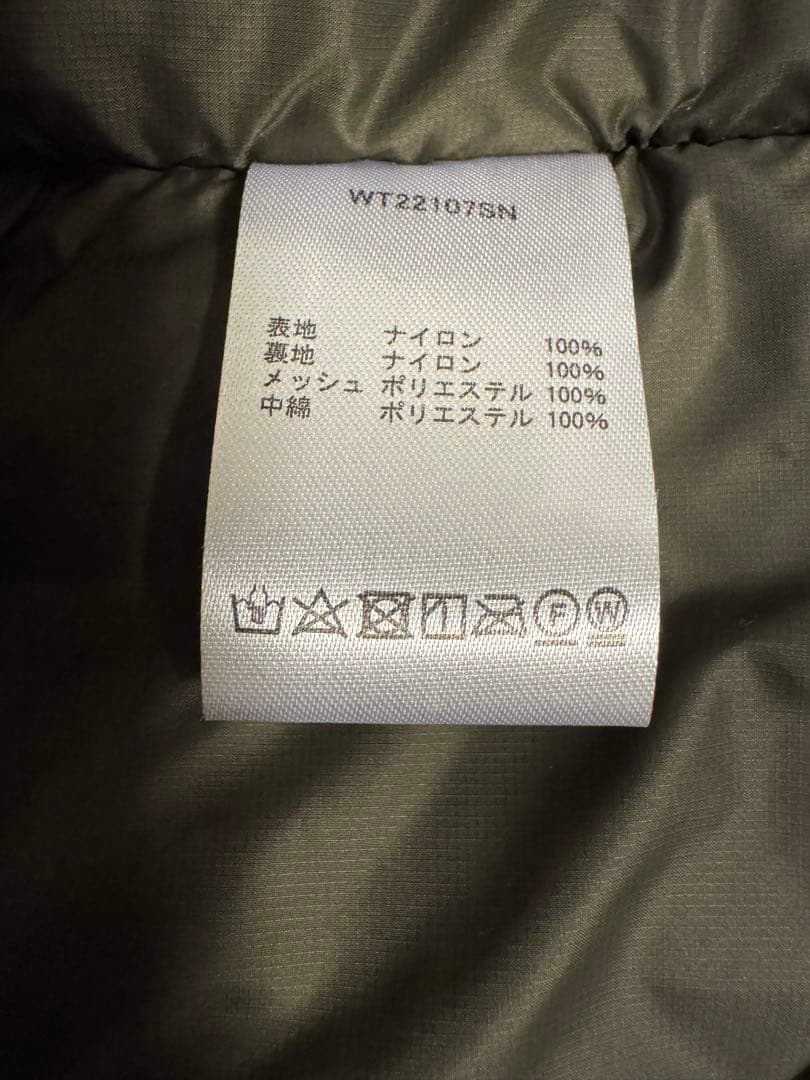 WT22107SN
表地 ナイロン 100%
裏地 ナイロン 100%
メッシュ ポリエステル 100%
中綿 ポリエステル 100%
F W